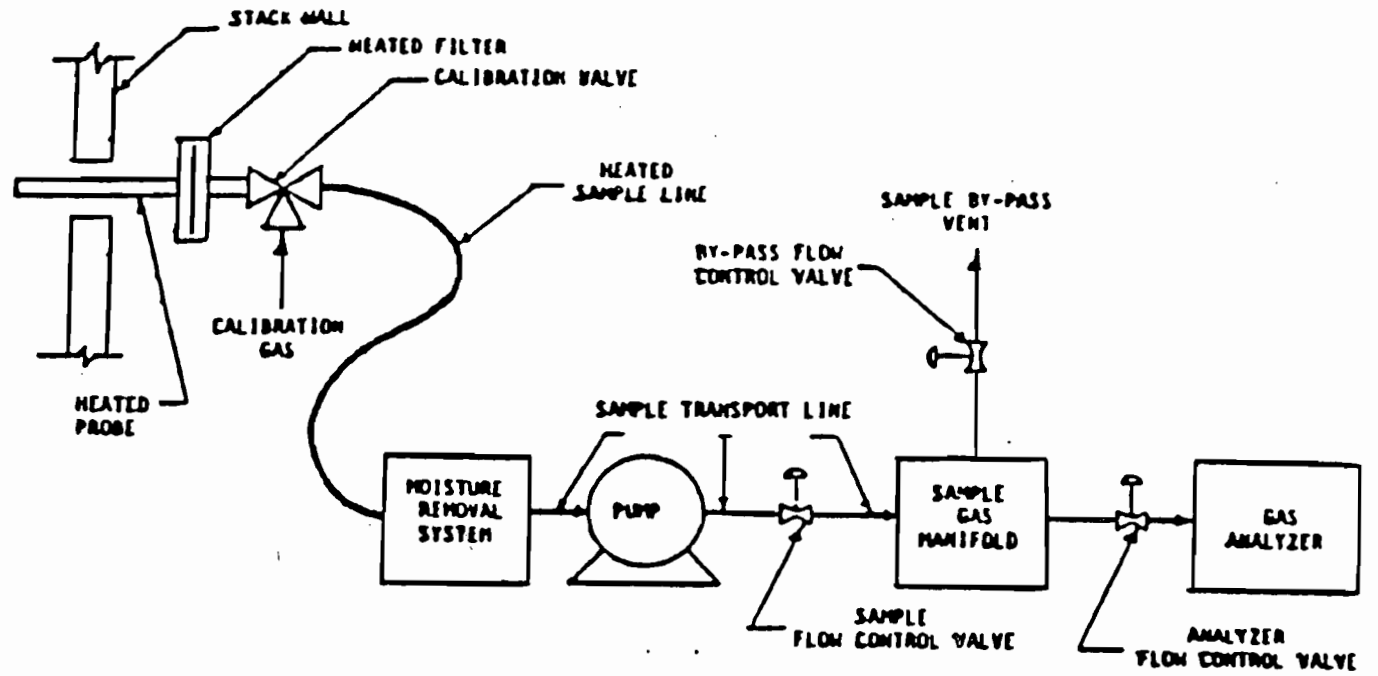 STACK WALL
HEATED FILTER
CALIBRATION VALVE
HEATED
SAMPLE LINE
SAMPLE BY-PASS
VENT
BY-PASS FLOW
CONTROL VALVE
CALIBRATION
GAS
HEATED
PROBE
SAMPLE TRANSPORT LINE
MOISTURE
REMOVAL
SYSTEM
PUMP
SAMPLE
GAS
MANIFOLD
GAS
ANALYZER
SAMPLE
FLOW CONTROL VALVE
ANALYZER
FLOW CONTROL VALVE